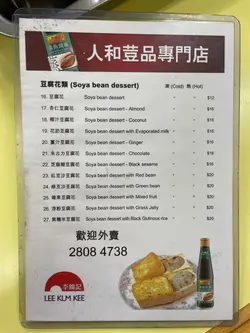 人和荳品專門店
豆腐花類 (Soya bean dessert) 凍 (Cold) 熱 (Hot)
16. 豆腐花 Soya bean dessert " " $12
17. 杏仁豆腐花 Soya bean dessert - Almond " " $16
18. 椰汁豆腐花 Soya bean dessert - Coconut " " $16
19. 花奶豆腐花 Soya bean dessert with Evaporated milk " " $16
20. 薑汁豆腐花 Soya bean dessert - Ginger " " $16
21. 朱古力豆腐花 Soya bean dessert - Chocolate " " $16
22. 芝麻糊豆腐花 Soya bean dessert - Black sesame " " $16
23. 紅豆沙豆腐花 Soya bean dessert with Red bean " " $20
24. 綠豆沙豆腐花 Soya bean dessert with Green bean " " $20
25. 雜果豆腐花 Soya bean dessert with Mixed fruit " " $20
26. 涼粉豆腐花 Soya bean dessert with Grass Jelly " " $20
27. 黑糯米豆腐花 Soya bean dessert with Black Glutinous Rice " " $20
歡迎外賣
2808 4738
李錦記
LEE KUM KEE